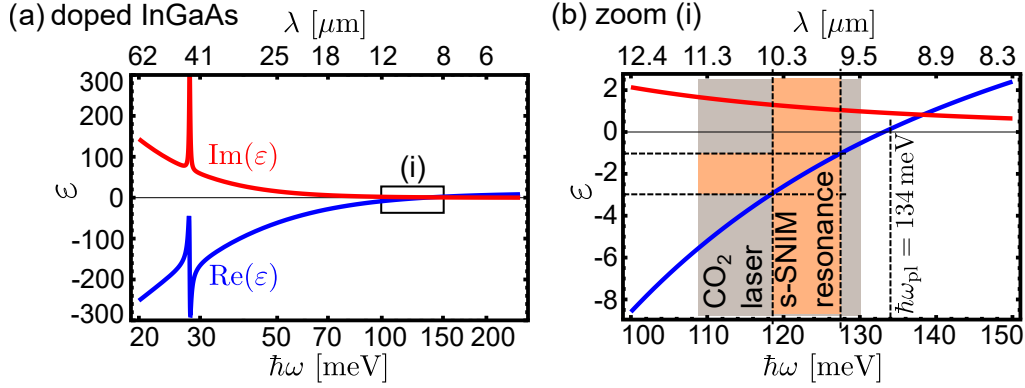 (a) doped InGaAs
λ [μm]
62 41 25 18 12 8 6
300
200
100
0
-100
-200
-300
ε
Im(ε)
(i)
Re(ε)
20 30 50 70 100 150 200
ħω [meV]
(b) zoom (i)
λ [μm]
12.4 11.3 10.3 9.5 8.9 8.3
2
0
-2
-4
-6
-8
ε
CO₂
laser
s-SNIM
resonance
ħωpl = 134 meV
100 110 120 130 140 150
ħω [meV]